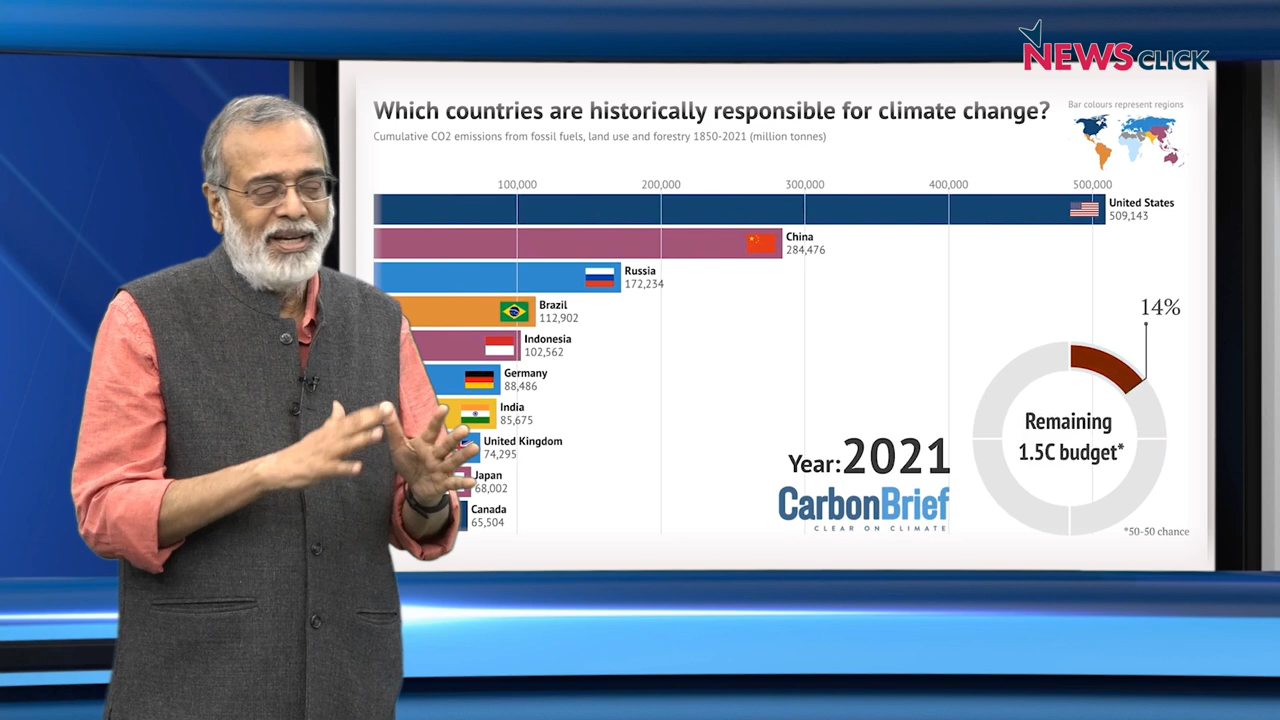 NEWSCLICK
Which countries are historically responsible for climate change?
Cumulative CO2 emissions from fossil fuels, land use and forestry 1850-2021 (million tonnes)
Bar colours represent regions
100,000 200,000 300,000 400,000 500,000
United States
509,143
China
284,476
Russia
172,234
Brazil
112,902
Indonesia
102,562
Germany
88,486
India
85,675
United Kingdom
74,295
Japan
68,002
Canada
65,504
14%
Remaining
1.5C budget*
Year:2021
CarbonBrief
CLEAR ON CLIMATE
*50-50 chance